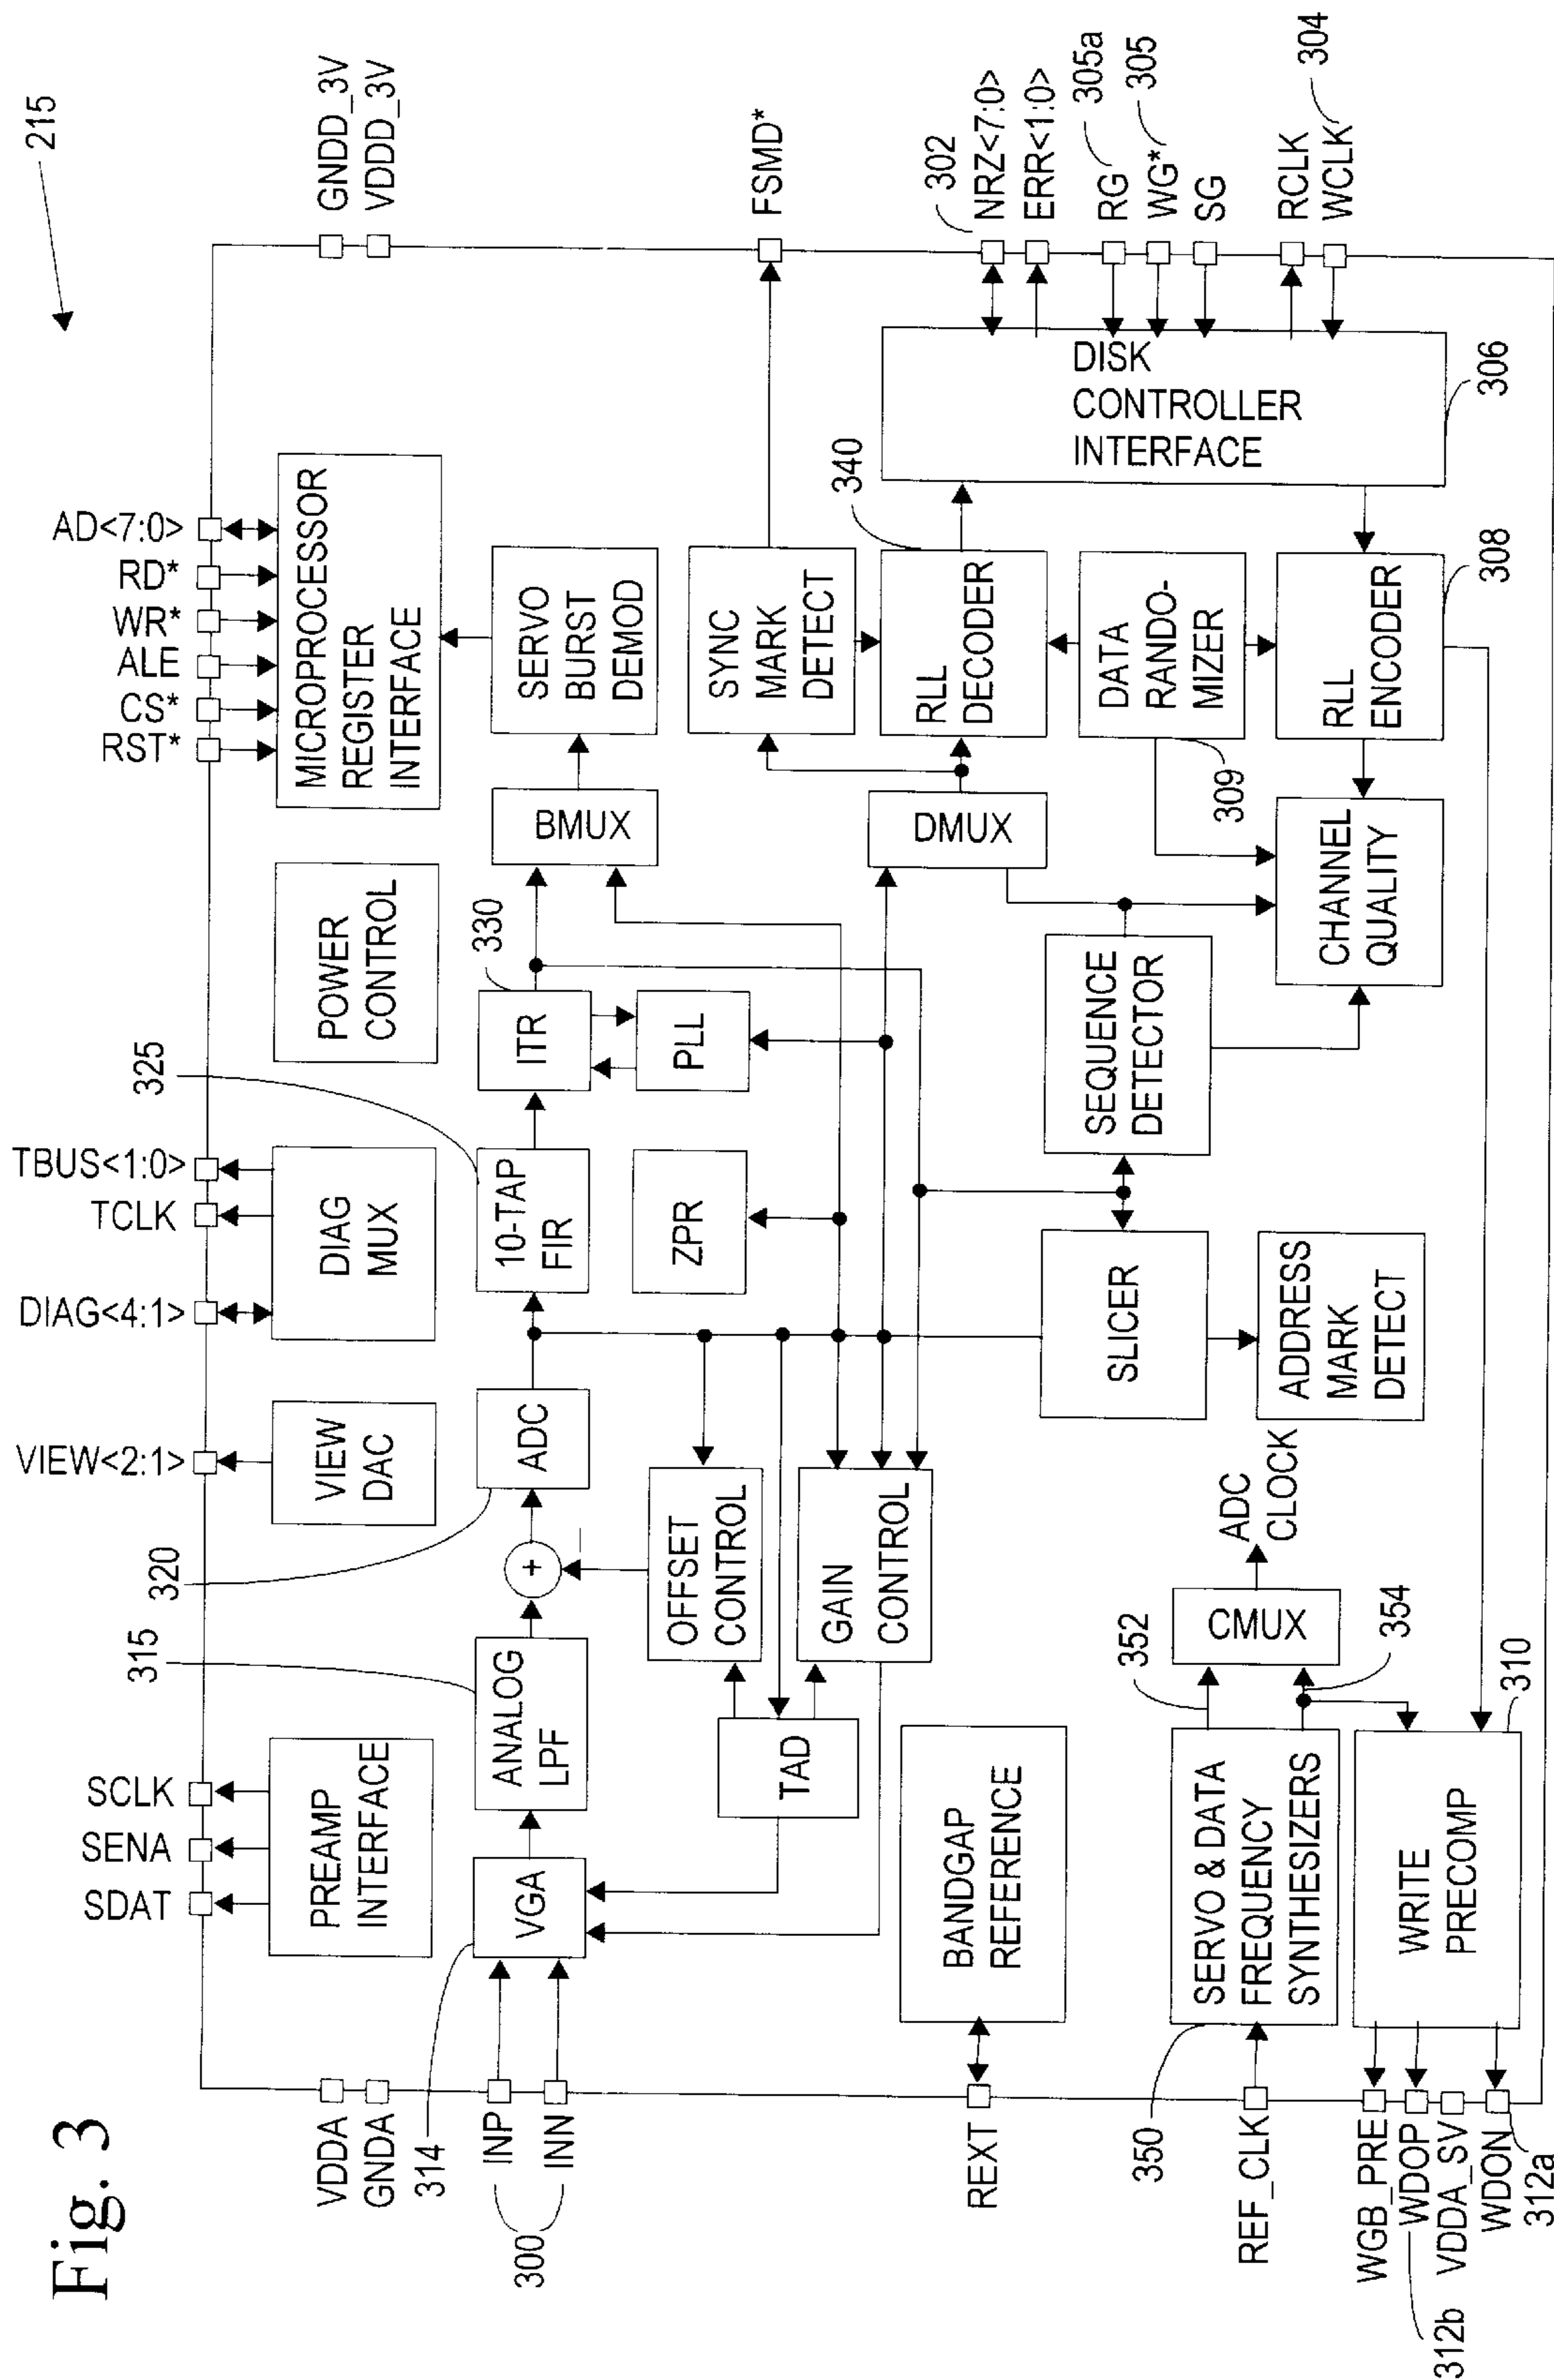 Fig. 3
215
SDAT
SENA
SCLK
VIEW<2:1>
DIAG<4:1>
TCLK
TBUS<1:0>
RST*
CS*
ALE
WR*
RD*
AD<7:0>
VDDA
GNDA
GNDD_3V
VDDD_3V
PREAMP
INTERFACE
VIEW
DAC
DIAG
MUX
POWER
CONTROL
MICROPROCESSOR
REGISTER
INTERFACE
314
315
320
325
330
INP
INN
300
VGA
ANALOG
LPF
+
−
ADC
10-TAP
FIR
ITR
BMUX
SERVO
BURST
DEMOD
TAD
OFFSET
CONTROL
ZPR
PLL
SYNC
MARK
DETECT
FSMD*
GAIN
CONTROL
DMUX
RLL
DECODER
340
302
NRZ<7:0>
ERR<1:0>
RG
305a
WG*
305
SG
RCLK
WCLK
304
DISK
CONTROLLER
INTERFACE
306
REXT
BANDGAP
REFERENCE
SLICER
SEQUENCE
DETECTOR
DATA
RANDO-
MIZER
309
ADDRESS
MARK
DETECT
CHANNEL
QUALITY
RLL
ENCODER
308
350
REF_CLK
SERVO & DATA
FREQUENCY
SYNTHESIZERS
352
354
CMUX
ADC
CLOCK
WRITE
PRECOMP
310
WGB_PRE
WDOP
312b
VDDA_SV
WDON
312a